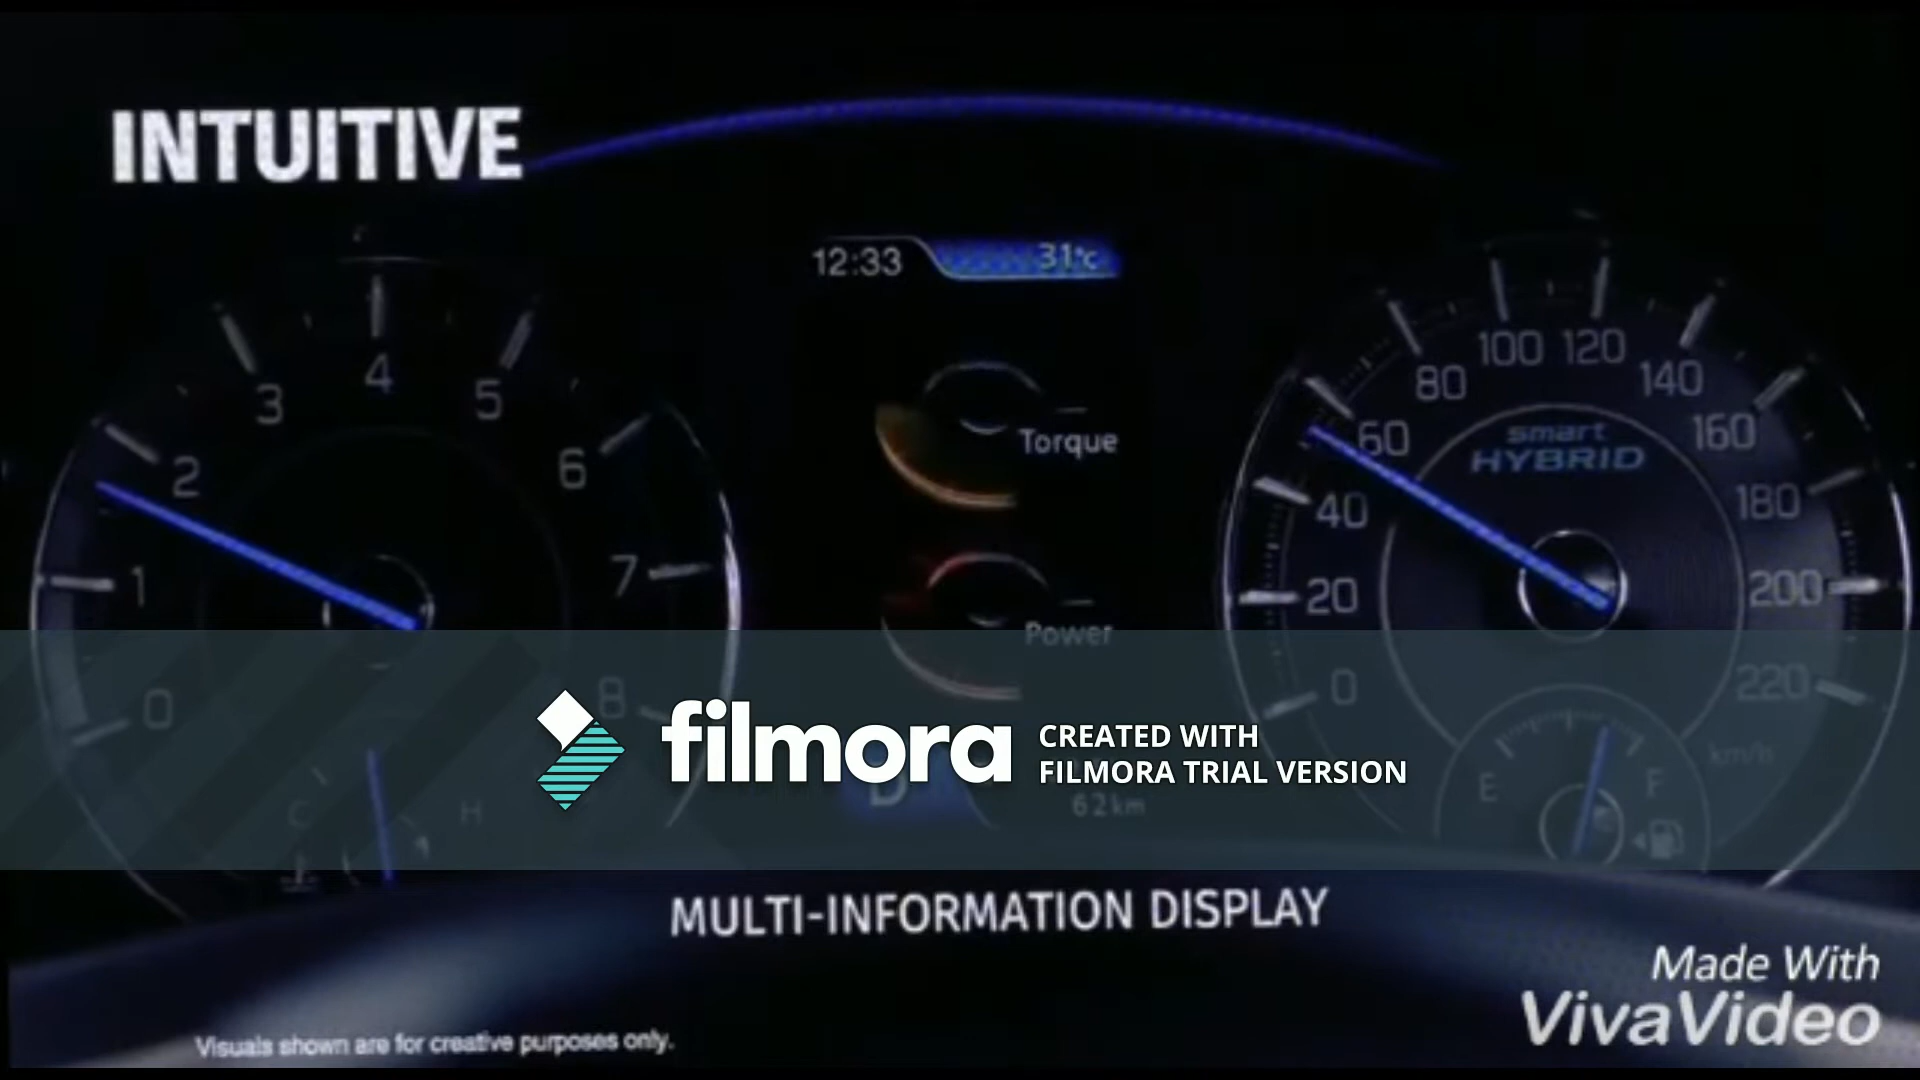 INTUITIVE
12:33 31°c
4
3 5
2 6
1 7
0 8
Torque
Power
100 120
80 140
60 160
smart
HYBRID
40 180
20 200
0 220
km/h
C H
E F
D
62km
filmora
CREATED WITH
FILMORA TRIAL VERSION
MULTI-INFORMATION DISPLAY
Made With
VivaVideo
Visuals shown are for creative purposes only.